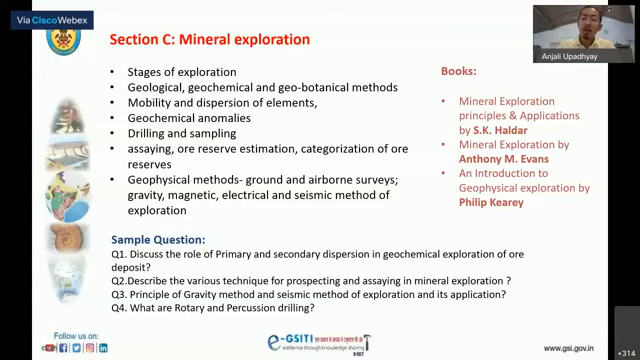 Via Cisco Webex
Section C: Mineral exploration
Anjali Upadhyay
• Stages of exploration
• Geological, geochemical and geo-botanical methods
• Mobility and dispersion of elements,
• Geochemical anomalies
• Drilling and sampling
• assaying, ore reserve estimation, categorization of ore
reserves
• Geophysical methods- ground and airborne surveys;
gravity, magnetic, electrical and seismic method of
exploration
Books:
• Mineral Exploration
principles & Applications
by S.K. Haldar
• Mineral Exploration by
Anthony M. Evans
• An Introduction to
Geophysical exploration by
Philip Kearey
Sample Question:
Q1. Discuss the role of Primary and secondary dispersion in geochemical exploration of ore
deposit?
Q2.Describe the various technique for prospecting and assaying in mineral exploration ?
Q3. Principle of Gravity method and seismic method of exploration and its application?
Q4. What are Rotary and Percussion drilling?
Follow us on
e-GSITI
excellence through knowledge sharing
www.gsi.gov.in
+314